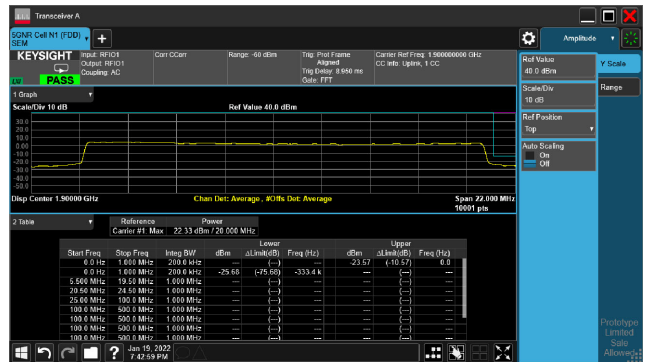 Transceiver A
5GNR Cell N1 (FDD)
SEM
+
Amplitude
KEYSIGHT
Input: RFIO1
Output: RFIO1
Coupling: AC
Corr CCorr
Range: -60 dBm
Trig: Prot Frame
Aligned
Trig Delay: 8.950 ms
Gate: FFT
Carrier Ref Freq: 1.900000000 GHz
CC Info: Uplink, 1 CC
PASS
Ref Value
40.0 dBm
Y Scale
Scale/Div
10 dB
Range
Ref Position
Top
Auto Scaling
On
Off
1 Graph
Scale/Div 10 dB
Ref Value 40.0 dBm
30.0
20.0
10.0
0.00
-10.0
-20.0
-30.0
-40.0
-50.0
Disp Center 1.90000 GHz
Chan Det: Average , #Offs Det: Average
Span 22.000 MHz
10001 pts
2 Table
Reference Power
Carrier #1 Max 22.33 dBm / 20.000 MHz
Lower Upper
Start Freq Stop Freq Integ BW dBm ΔLimit(dB) Freq (Hz) dBm ΔLimit(dB) Freq (Hz)
0.0 Hz 1.000 MHz 200.0 kHz --- (---) --- -23.57 (-10.57) 0.0
0.0 Hz 1.000 MHz 200.0 kHz -25.68 (-75.68) -333.4 k --- (---) ---
5.500 MHz 19.50 MHz 1.000 MHz --- (---) --- --- (---) ---
20.50 MHz 24.50 MHz 1.000 MHz --- (---) --- --- (---) ---
25.00 MHz 100.0 MHz 1.000 MHz --- (---) --- --- (---) ---
100.0 MHz 500.0 MHz 1.000 MHz --- (---) --- --- (---) ---
100.0 MHz 500.0 MHz 1.000 MHz --- (---) --- --- (---) ---
100.0 MHz 500.0 MHz 1.000 MHz --- (---) --- --- (---) ---
100.0 MHz 500.0 MHz 1.000 MHz --- (---) --- --- (---) ---
Prototype
Limited
Sale
Allowed
?
Jan 19, 2022
7:42:59 PM